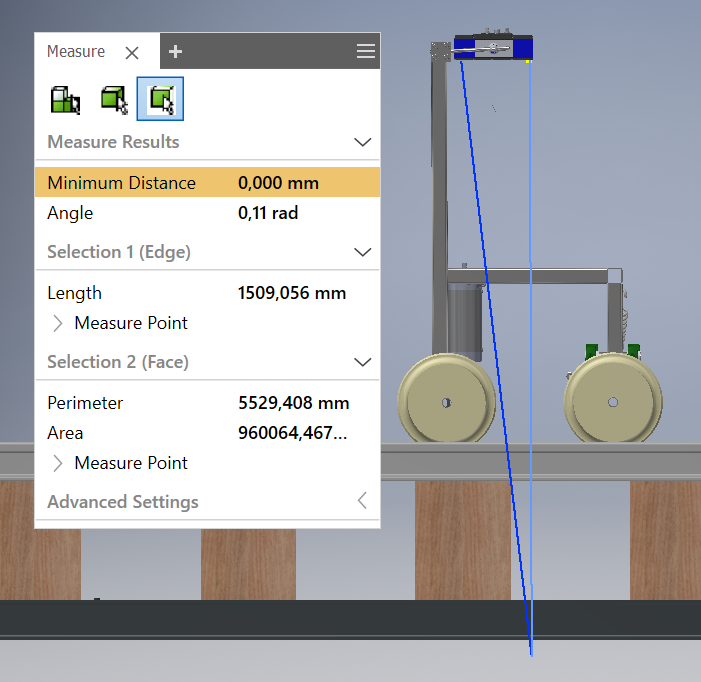 Measure
Measure Results
Minimum Distance 0,000 mm
Angle 0,11 rad
Selection 1 (Edge)
Length 1509,056 mm
Measure Point
Selection 2 (Face)
Perimeter 5529,408 mm
Area 960064,467...
Measure Point
Advanced Settings